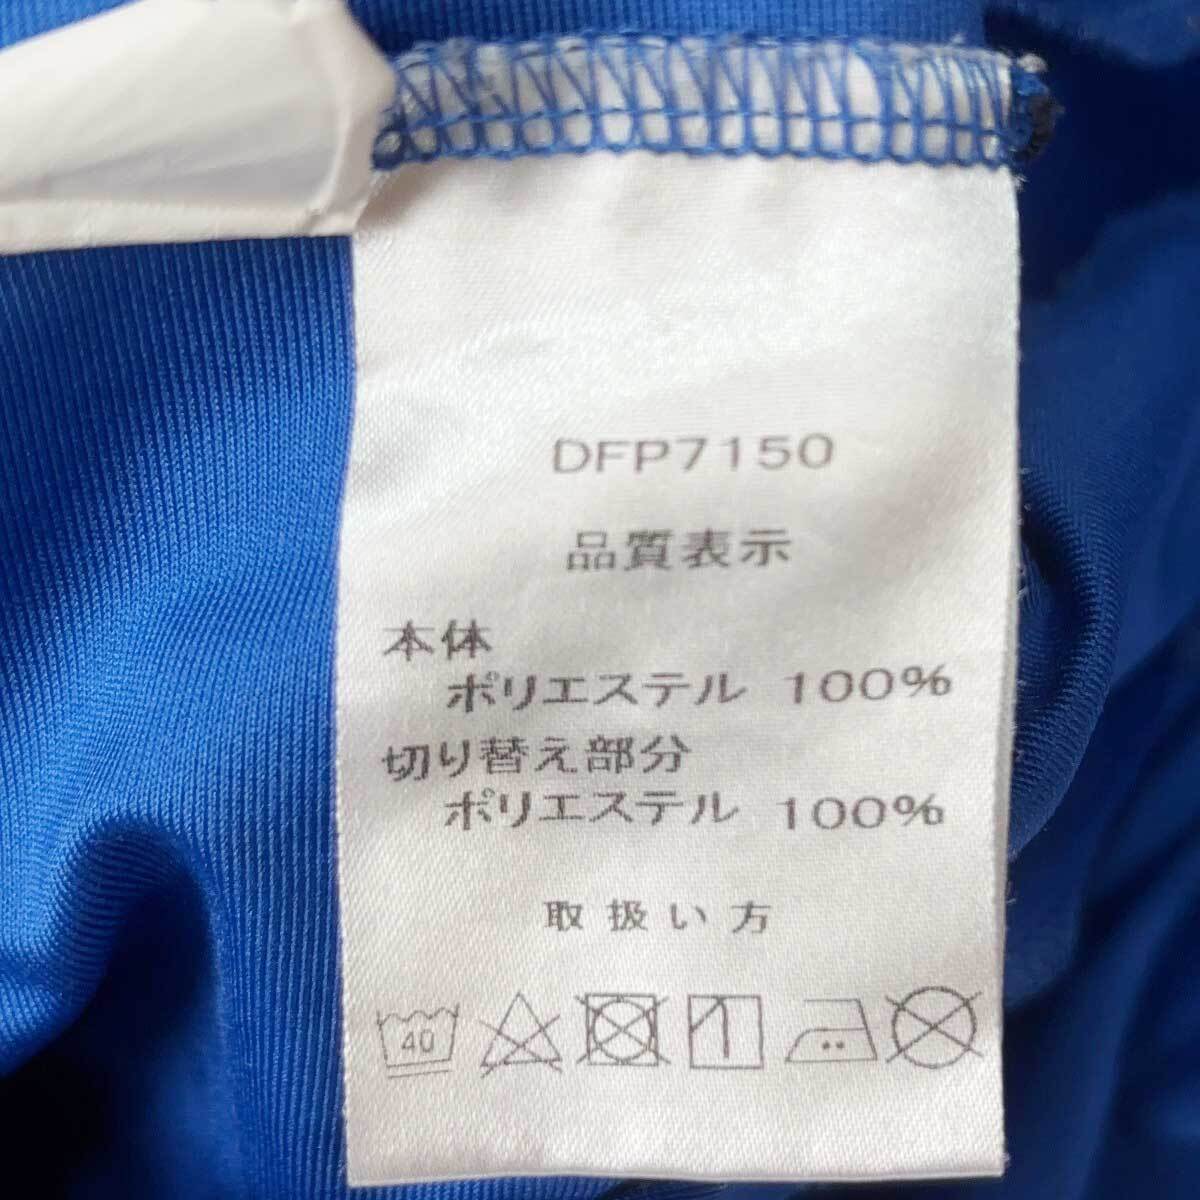 DFP7150
品質表示
本体
ポリエステル 100%
切り替え部分
ポリエステル 100%
取扱い方
40